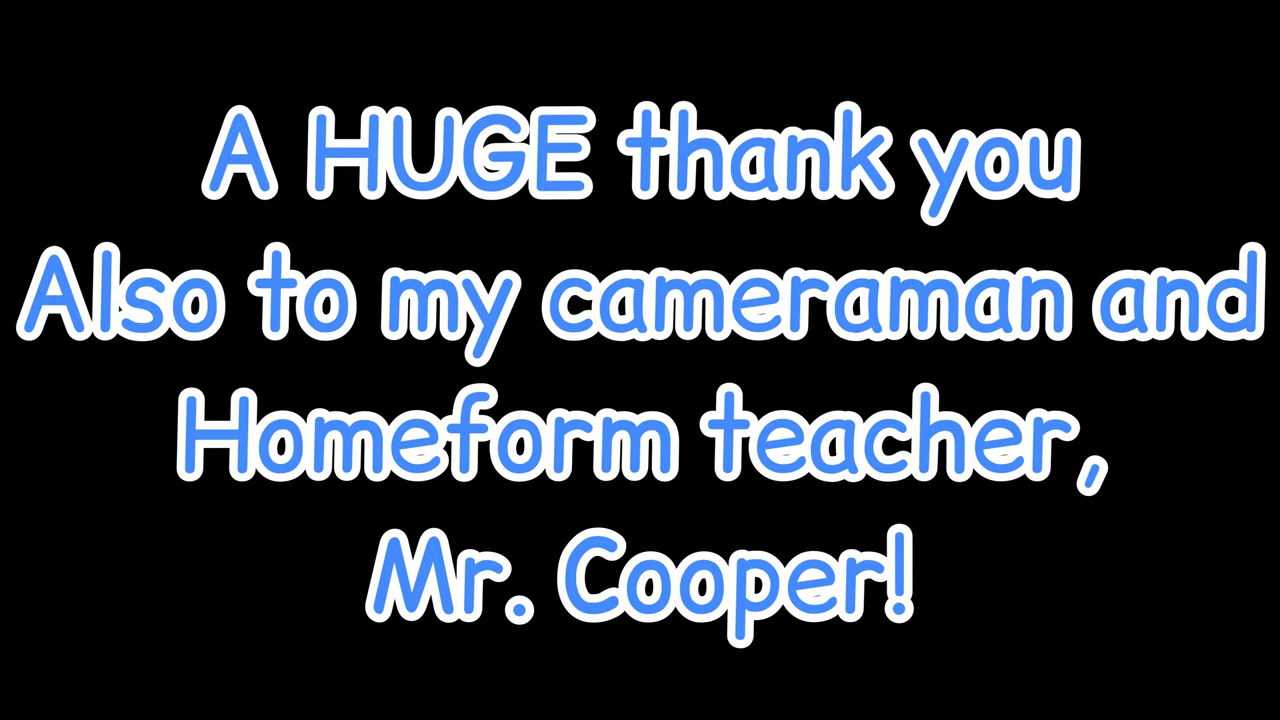 A HUGE thank you
Also to my cameraman and
Homeform teacher,
Mr. Cooper!